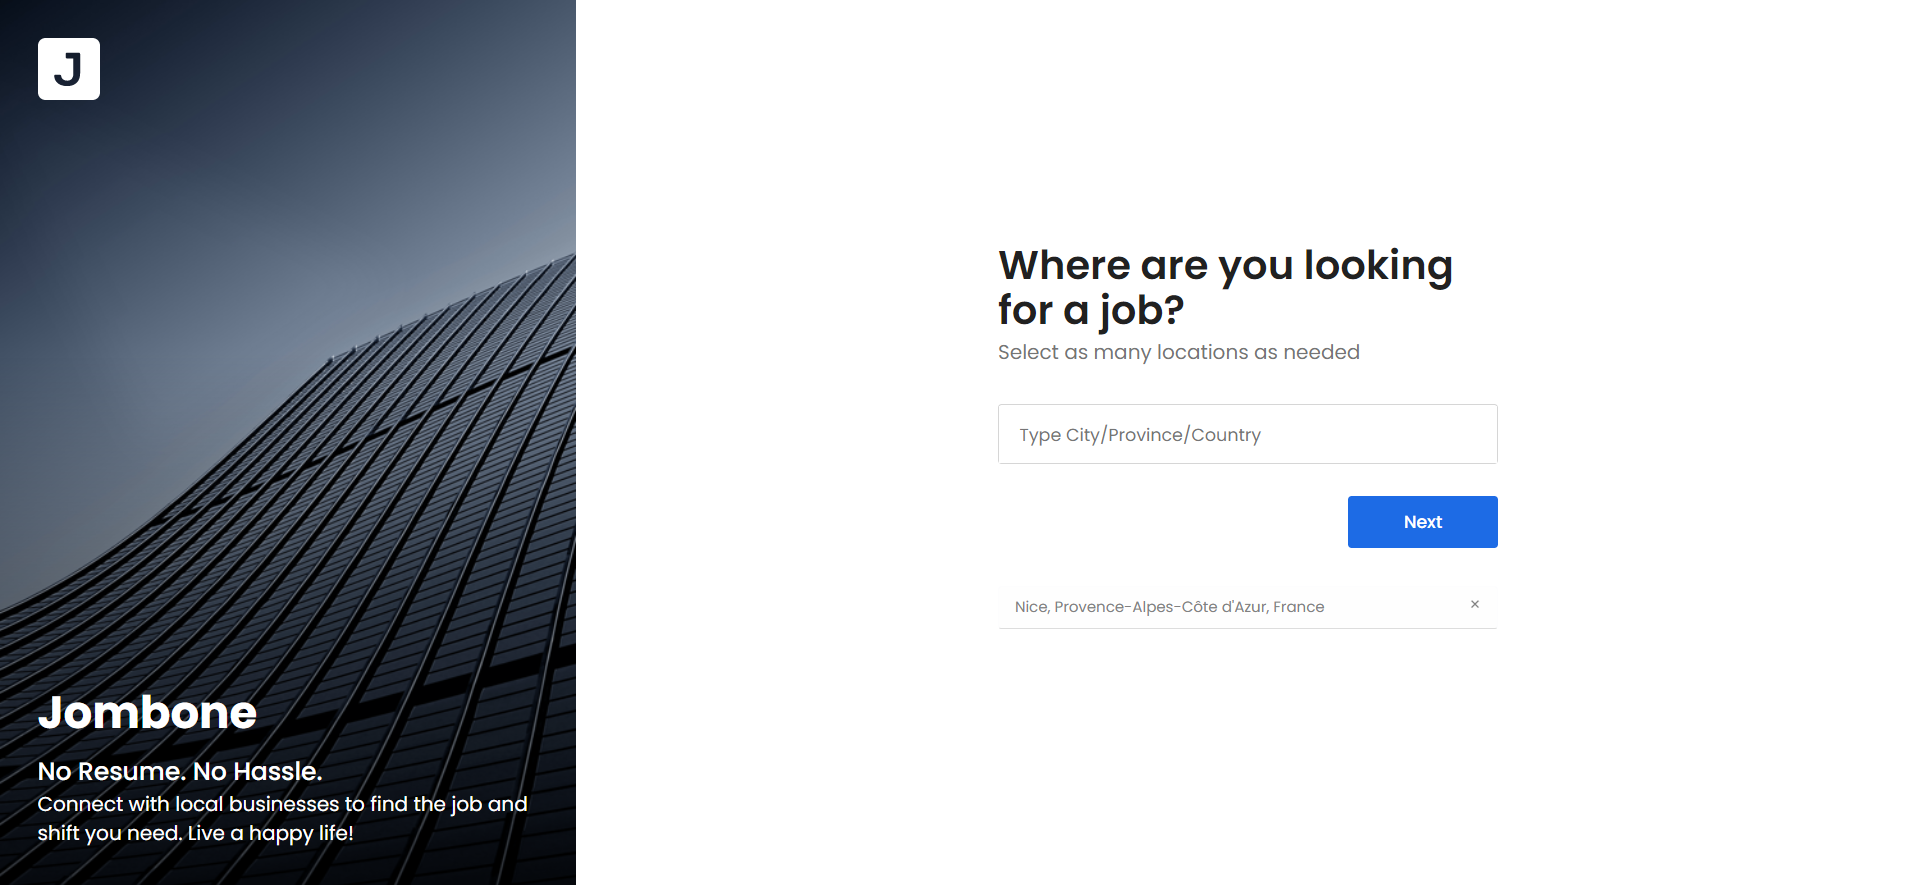 J
Jombone
No Resume. No Hassle.
Connect with local businesses to find the job and
shift you need. Live a happy life!
Where are you looking
for a job?
Select as many locations as needed
Type City/Province/Country
Next
Nice, Provence-Alpes-Côte d'Azur, France ×